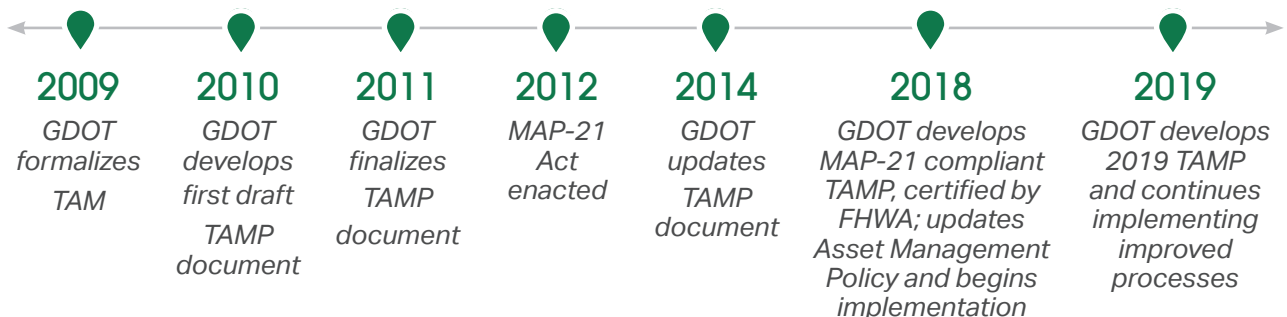 2009
GDOT
formalizes
TAM
2010
GDOT
develops
first draft
TAMP
document
2011
GDOT
finalizes
TAMP
document
2012
MAP-21
Act
enacted
2014
GDOT
updates
TAMP
document
2018
GDOT develops
MAP-21 compliant
TAMP, certified by
FHWA; updates
Asset Management
Policy and begins
implementation
2019
GDOT develops
2019 TAMP
and continues
implementing
improved
processes